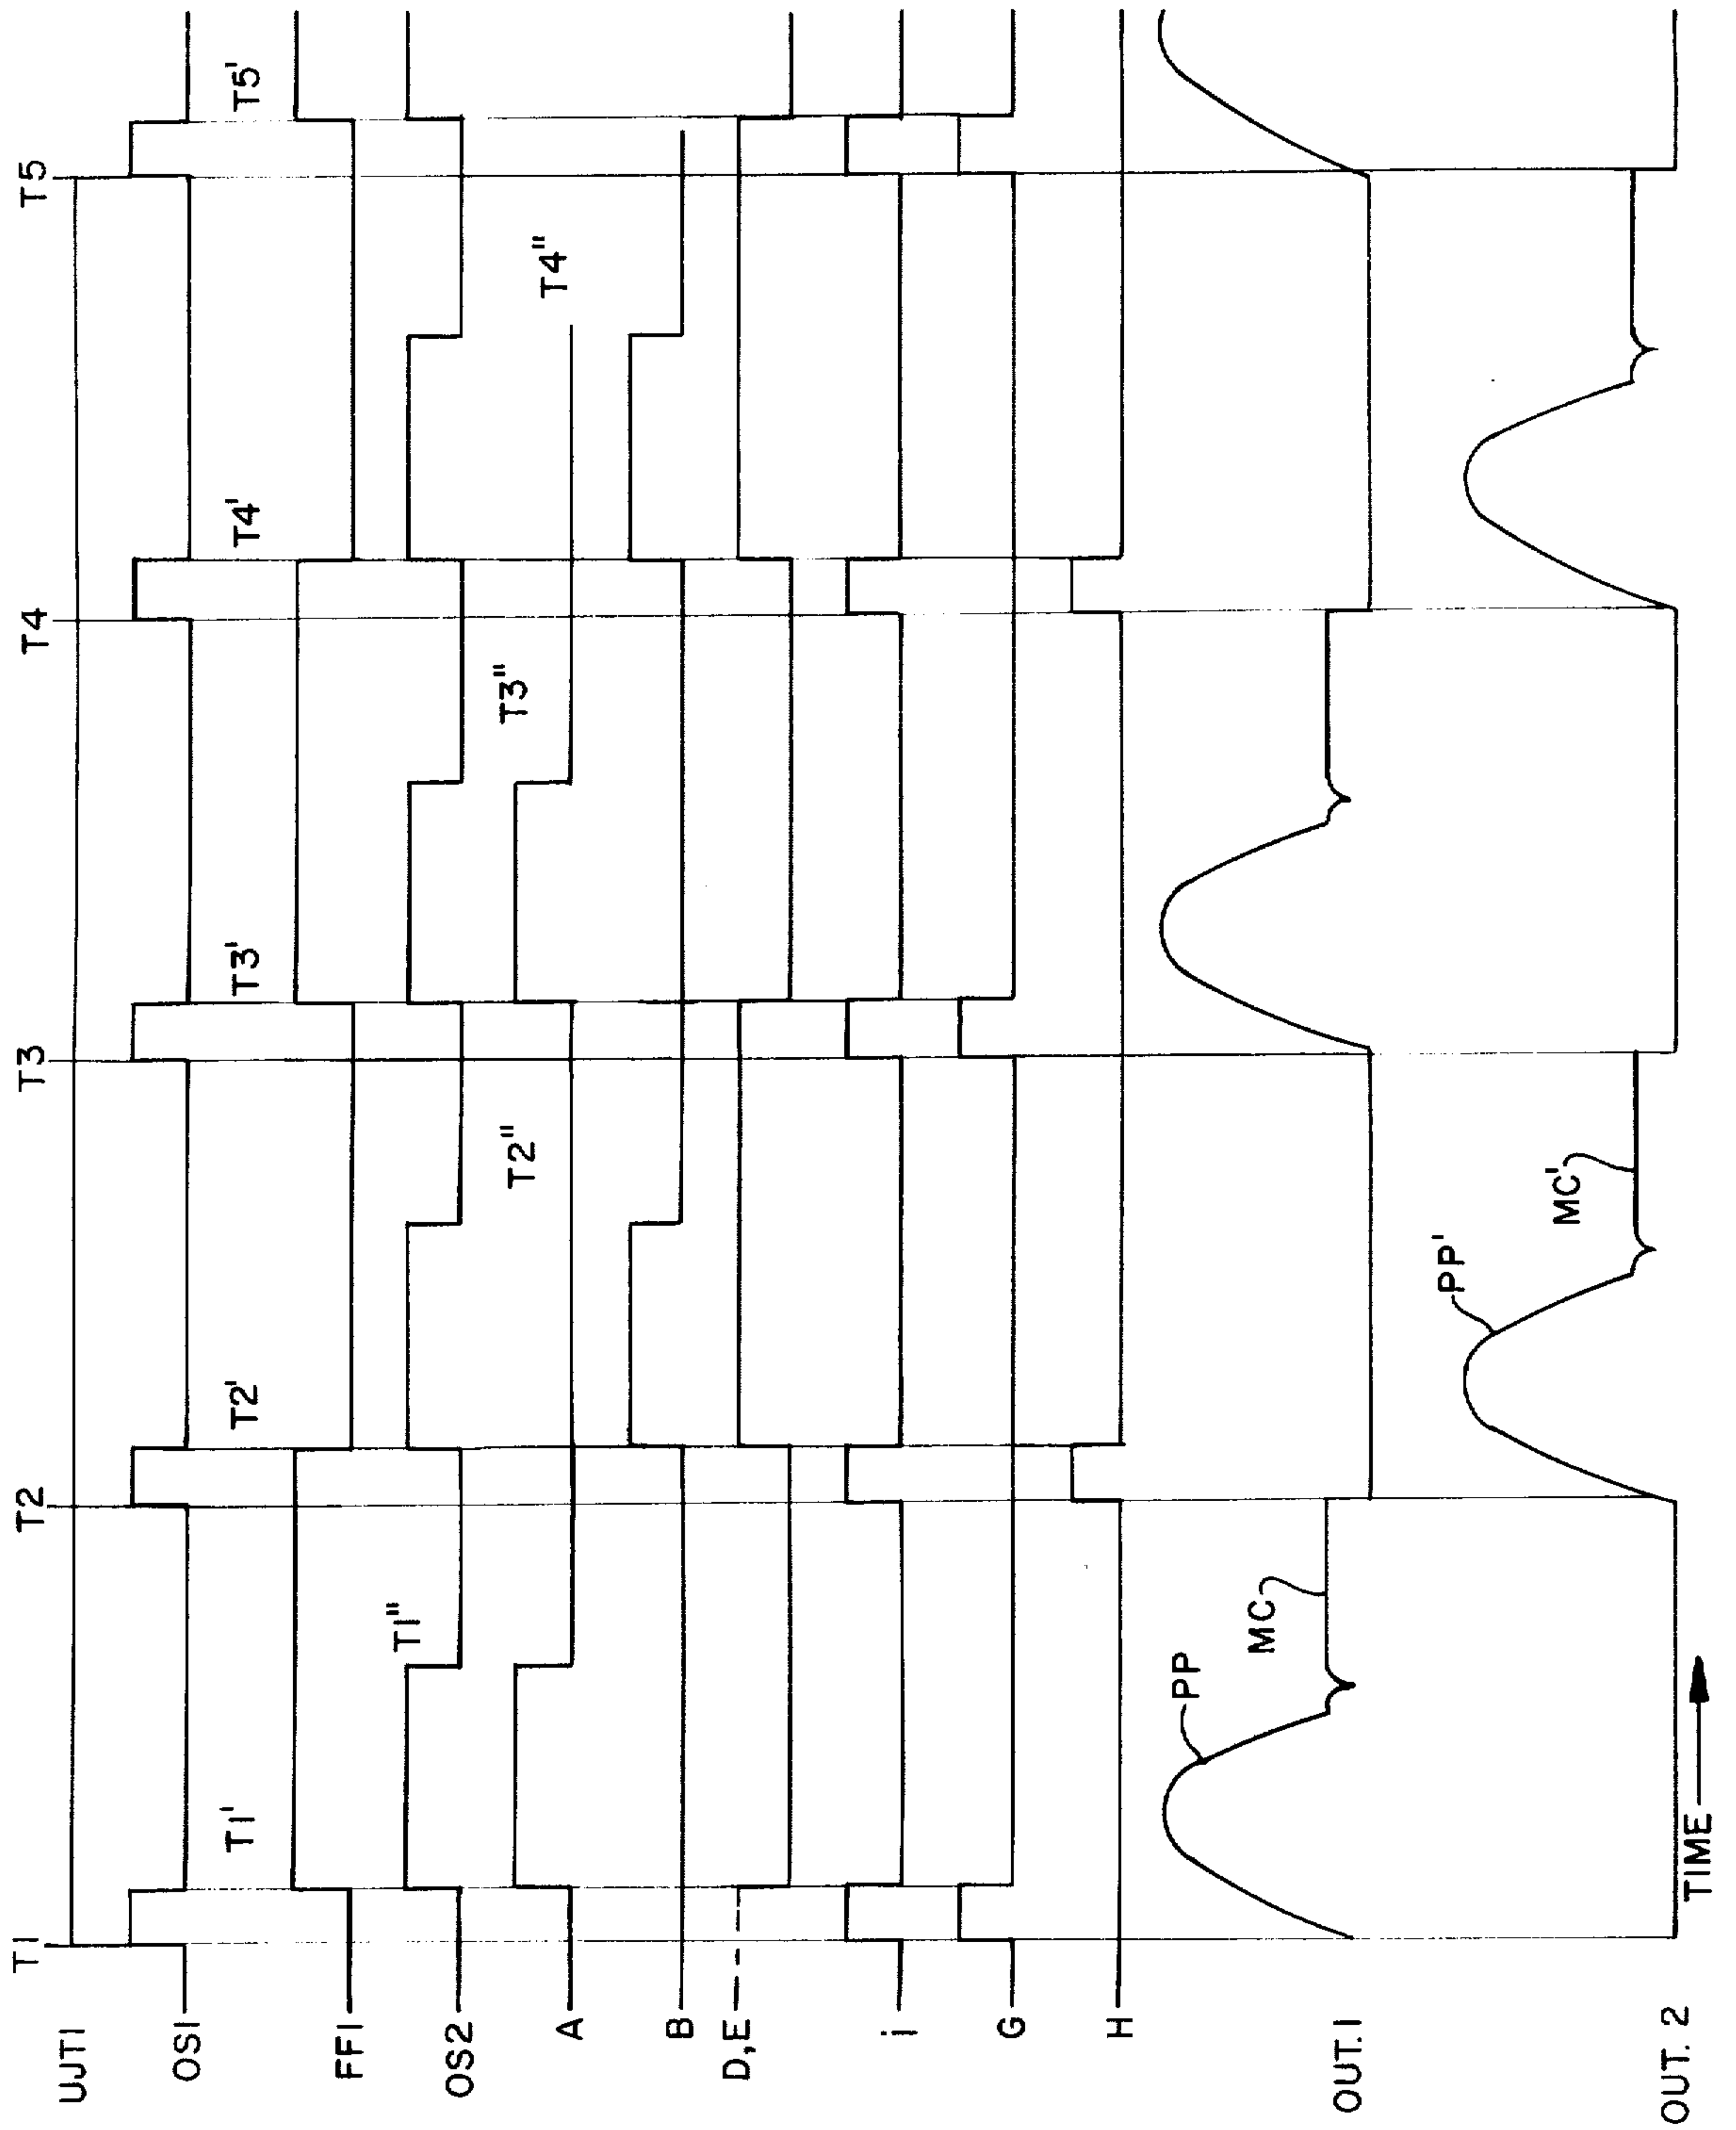 T1 T2 T3 T4 T5
UJT1
OS1
T1' T2' T3' T4' T5'
FF1
OS2
T1" T2" T3" T4"
A
B
D,E
i
G
H
OUT.1
PP
MC
OUT. 2
PP'
MC'
TIME